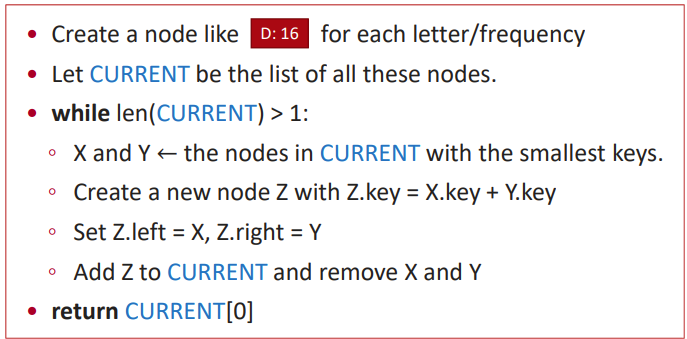 • Create a node like D: 16 for each letter/frequency
• Let CURRENT be the list of all these nodes.
• while len(CURRENT) > 1:
◦ X and Y ← the nodes in CURRENT with the smallest keys.
◦ Create a new node Z with Z.key = X.key + Y.key
◦ Set Z.left = X, Z.right = Y
◦ Add Z to CURRENT and remove X and Y
• return CURRENT[0]